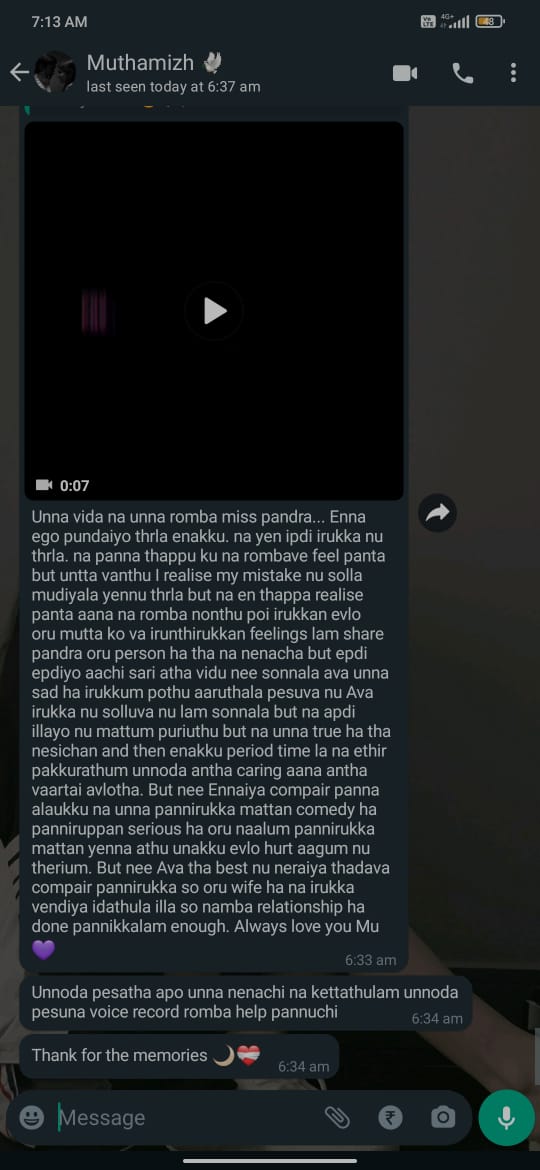 7:13 AM
Vo LTE 4G+ 48
Muthamizh 🕊️
last seen today at 6:37 am
0:07
Unna vida na unna romba miss pandra... Enna
ego pundaiyo thrla enakku. na yen ipdi irukka nu
thrla. na panna thappu ku na rombave feel panta
but untta vanthu I realise my mistake nu solla
mudiyala yennu thrla but na en thappa realise
panta aana na romba nonthu poi irukkan evlo
oru mutta ko va irunthirukkan feelings lam share
pandra oru person ha tha na nenacha but epdi
epdiyo aachi sari atha vidu nee sonnala ava unna
sad ha irukkum pothu aaruthala pesuva nu Ava
irukka nu solluva nu lam sonnala but na apdi
illayo nu mattum puriuthu but na unna true ha tha
nesichan and then enakku period time la na ethir
pakkurathum unnoda antha caring aana antha
vaartai avlotha. But nee Ennaiya compair panna
alaukku na unna pannirukka mattan comedy ha
panniruppan serious ha oru naalum pannirukka
mattan yenna athu unakku evlo hurt aagum nu
therium. But nee Ava tha best nu neraiya thadava
compair pannirukka so oru wife ha na irukka
vendiya idathula illa so namba relationship ha
done pannikkalam enough. Always love you Mu
💜
6:33 am
Unnoda pesatha apo unna nenachi na kettathulam unnoda
pesuna voice record romba help pannuchi
6:34 am
Thank for the memories 🌙❤️‍🩹
6:34 am
Message